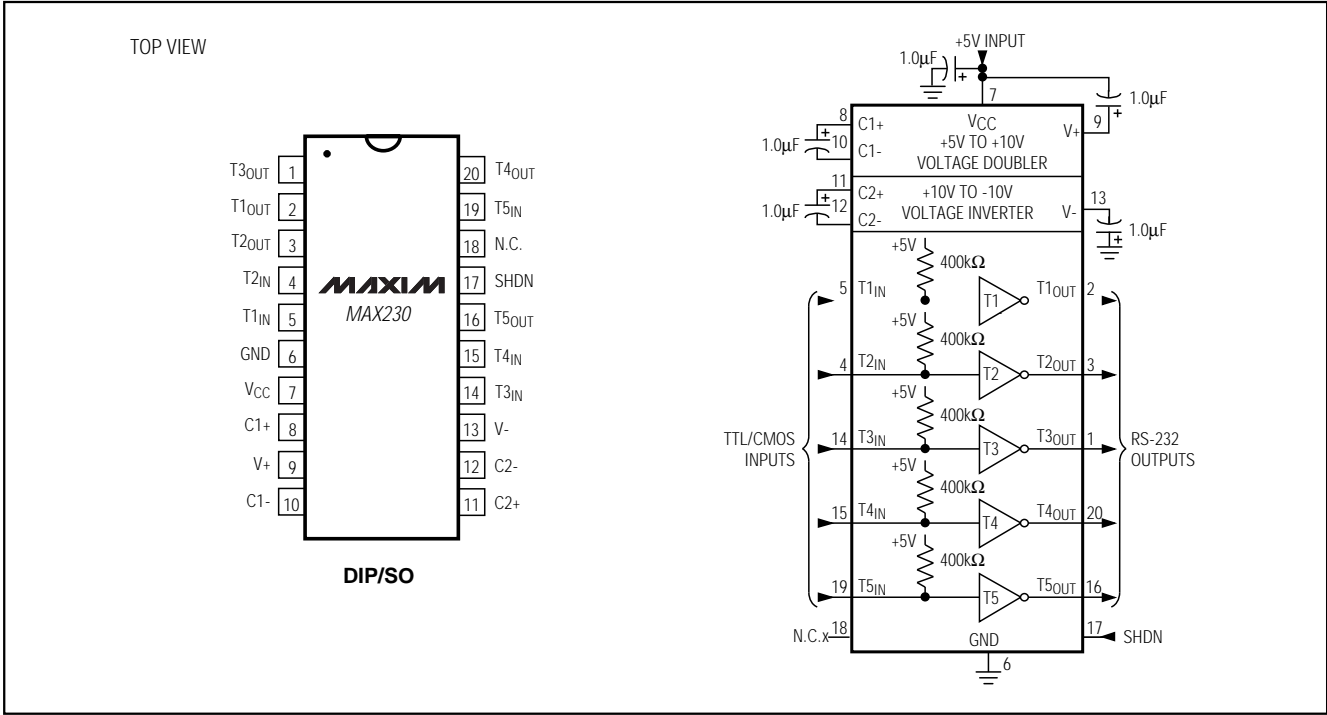 TOP VIEW
T3OUT 1
T1OUT 2
T2OUT 3
T2IN 4
T1IN 5
GND 6
VCC 7
C1+ 8
V+ 9
C1- 10
20 T4OUT
19 T5IN
18 N.C.
17 SHDN
16 T5OUT
15 T4IN
14 T3IN
13 V-
12 C2-
11 C2+
MAXIM
MAX230
DIP/SO
+5V INPUT
1.0µF
+
7
1.0µF
+
8 C1+
1.0µF + 10 C1-
VCC
+5V TO +10V
VOLTAGE DOUBLER
V+ 9
11 C2+
1.0µF + 12 C2-
+10V TO -10V
VOLTAGE INVERTER
V- 13
1.0µF
+
+5V
400kΩ
5 T1IN T1 T1OUT 2
+5V
400kΩ
4 T2IN T2 T2OUT 3
+5V
400kΩ
14 T3IN T3 T3OUT 1
TTL/CMOS
INPUTS
RS-232
OUTPUTS
+5V
400kΩ
15 T4IN T4 T4OUT 20
+5V
400kΩ
19 T5IN T5 T5OUT 16
N.C.x 18
GND
6
17 SHDN